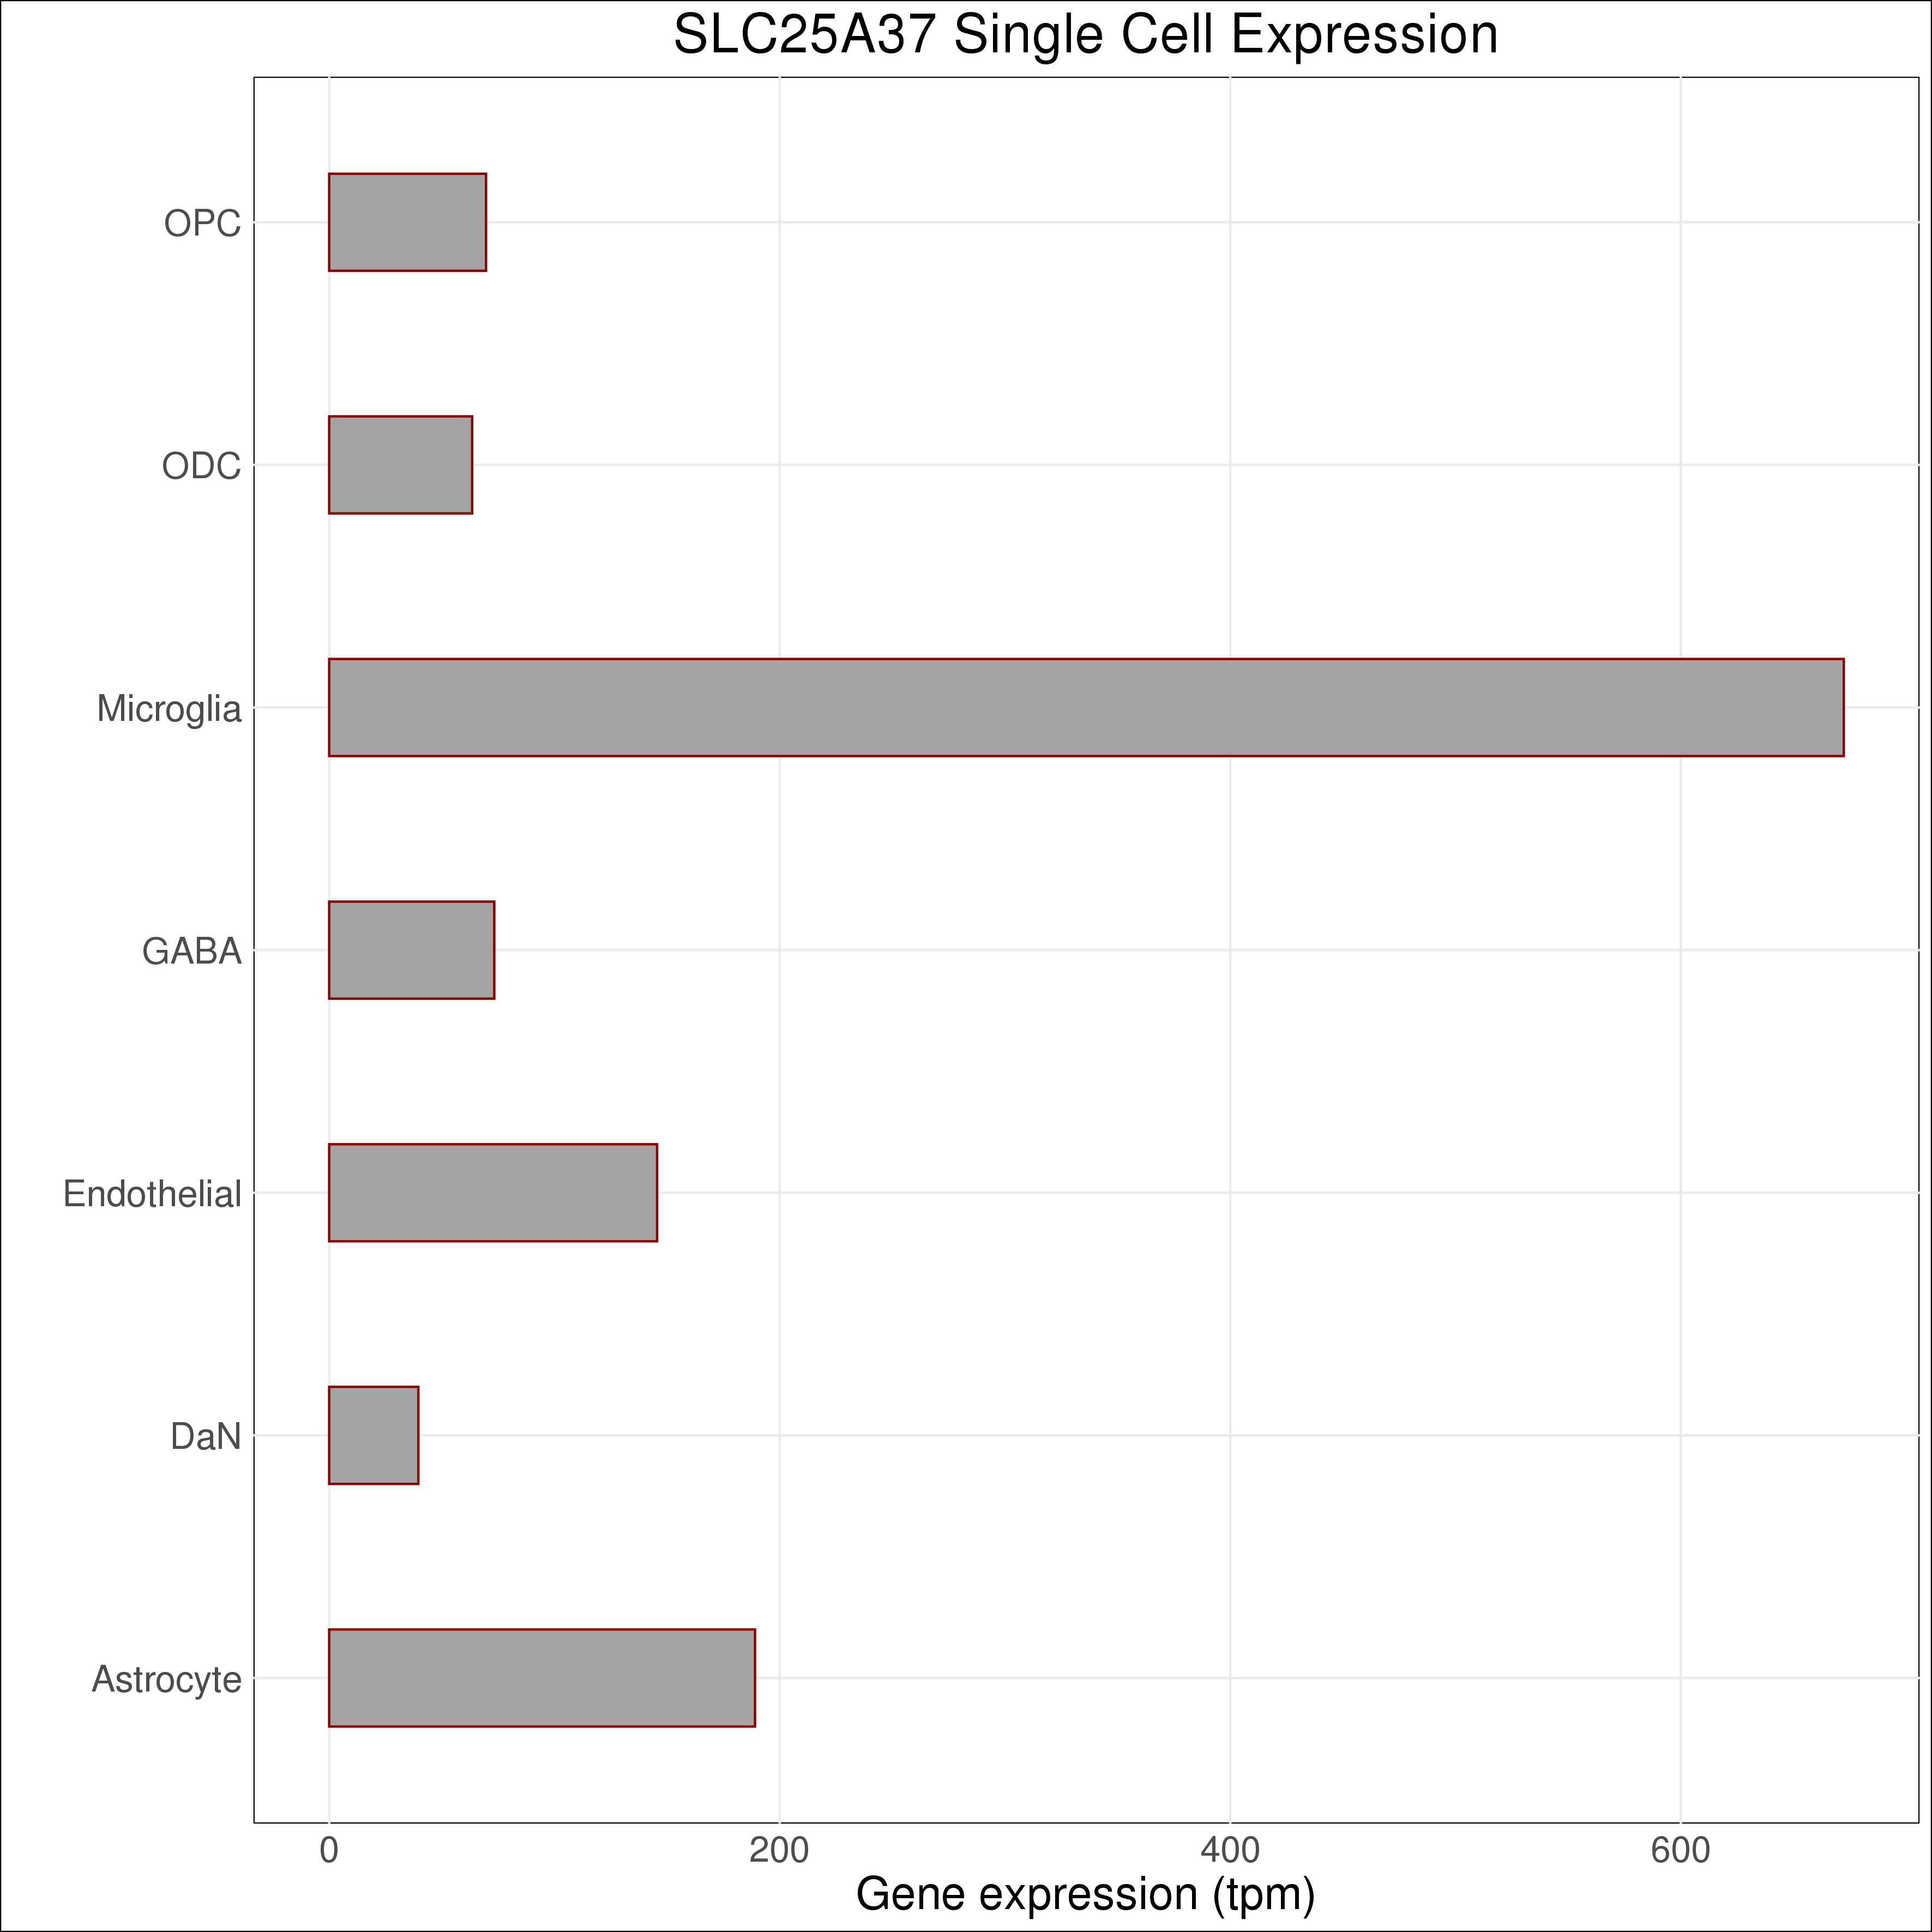 SLC25A37 Single Cell Expression
OPC
ODC
Microglia
GABA
Endothelial
DaN
Astrocyte
0 200 400 600
Gene expression (tpm)